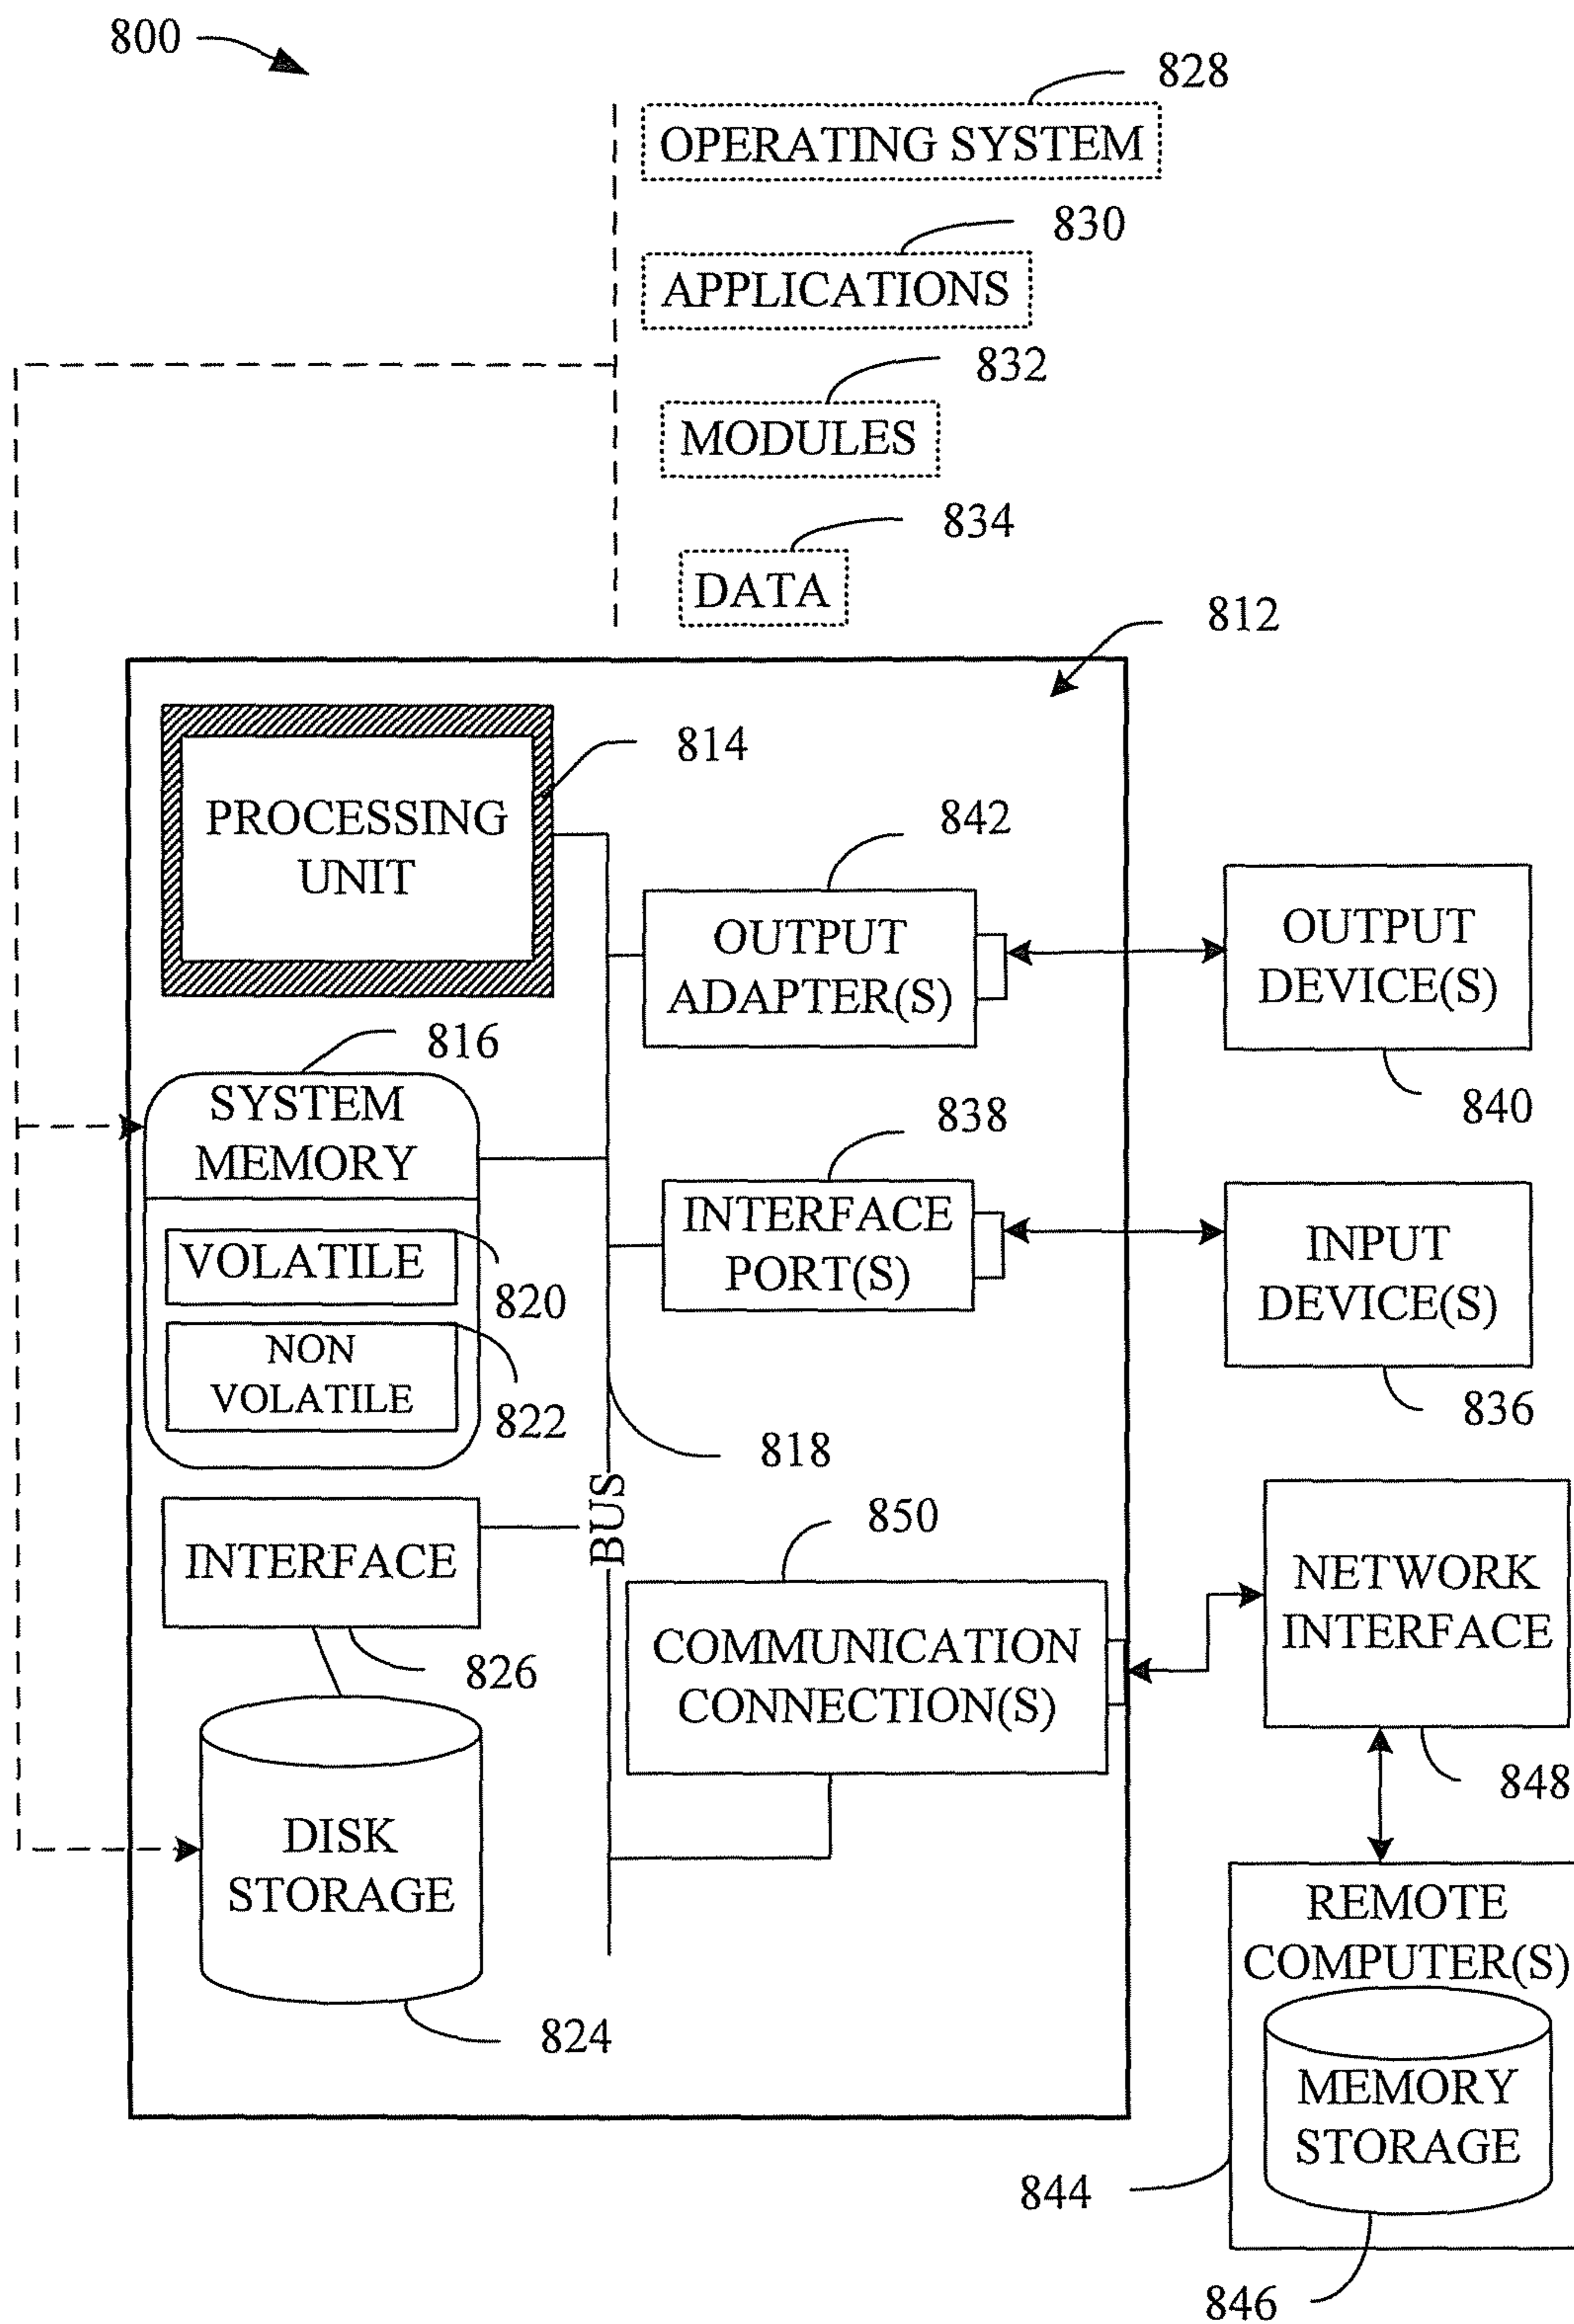 800
828
OPERATING SYSTEM
830
APPLICATIONS
832
MODULES
834
DATA
812
PROCESSING
UNIT
814
842
OUTPUT
ADAPTER(S)
OUTPUT
DEVICE(S)
840
816
SYSTEM
MEMORY
838
INTERFACE
PORT(S)
INPUT
DEVICE(S)
836
VOLATILE
820
NON
VOLATILE
822
818
BUS
INTERFACE
826
850
COMMUNICATION
CONNECTION(S)
NETWORK
INTERFACE
848
DISK
STORAGE
824
REMOTE
COMPUTER(S)
MEMORY
STORAGE
844
846